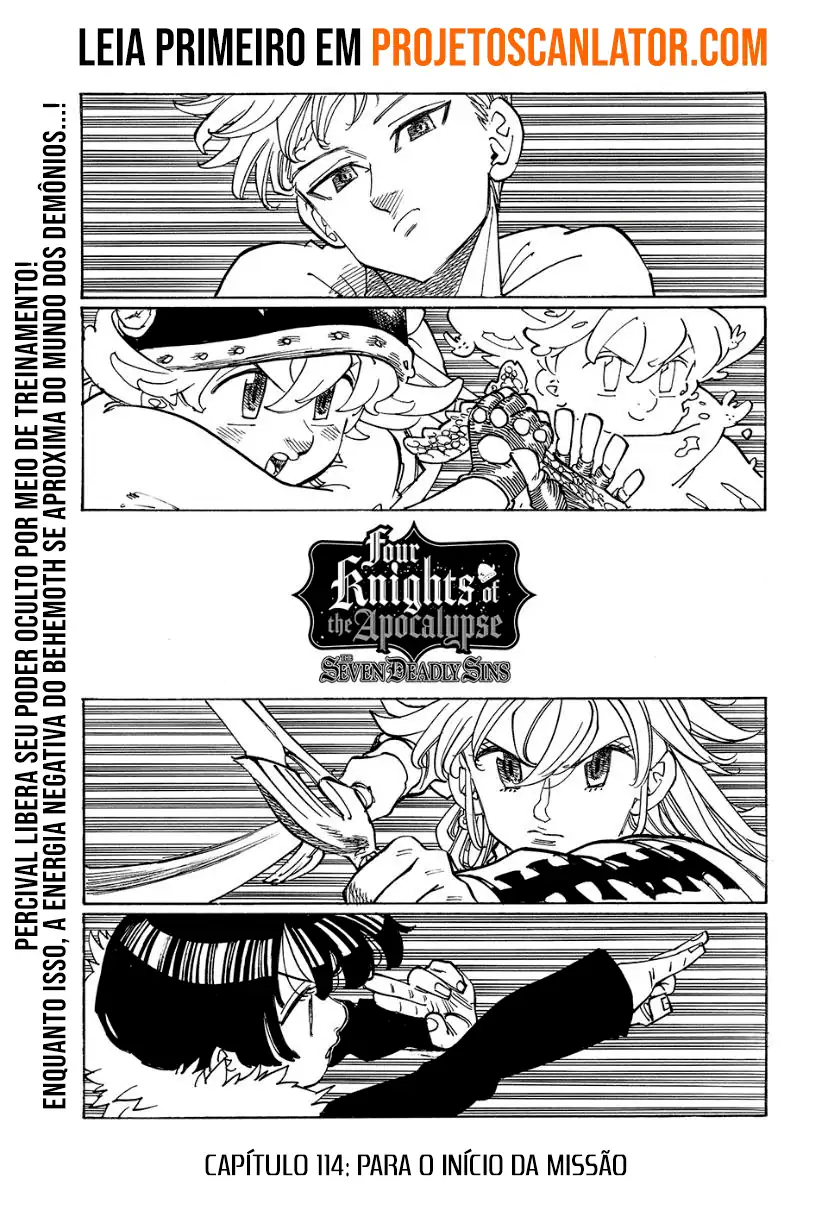 LEIA PRIMEIRO EM PROJETOSCANLATOR.COM
PERCIVAL LIBERA SEU PODER OCULTO POR MEIO DE TREINAMENTO!
ENQUANTO ISSO, A ENERGIA NEGATIVA DO BEHEMOTH SE APROXIMA DO MUNDO DOS DEMÔNIOS...!
Four
Knights of
the Apocalypse
THE SEVEN DEADLY SINS
CAPÍTULO 114: PARA O INÍCIO DA MISSÃO